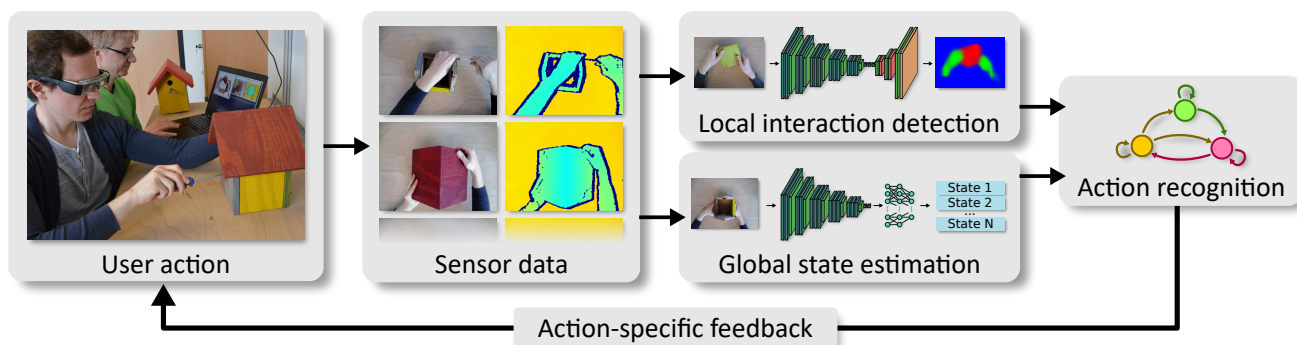 User action
Sensor data
Local interaction detection
State 1
State 2
...
State N
Global state estimation
Action recognition
Action-specific feedback